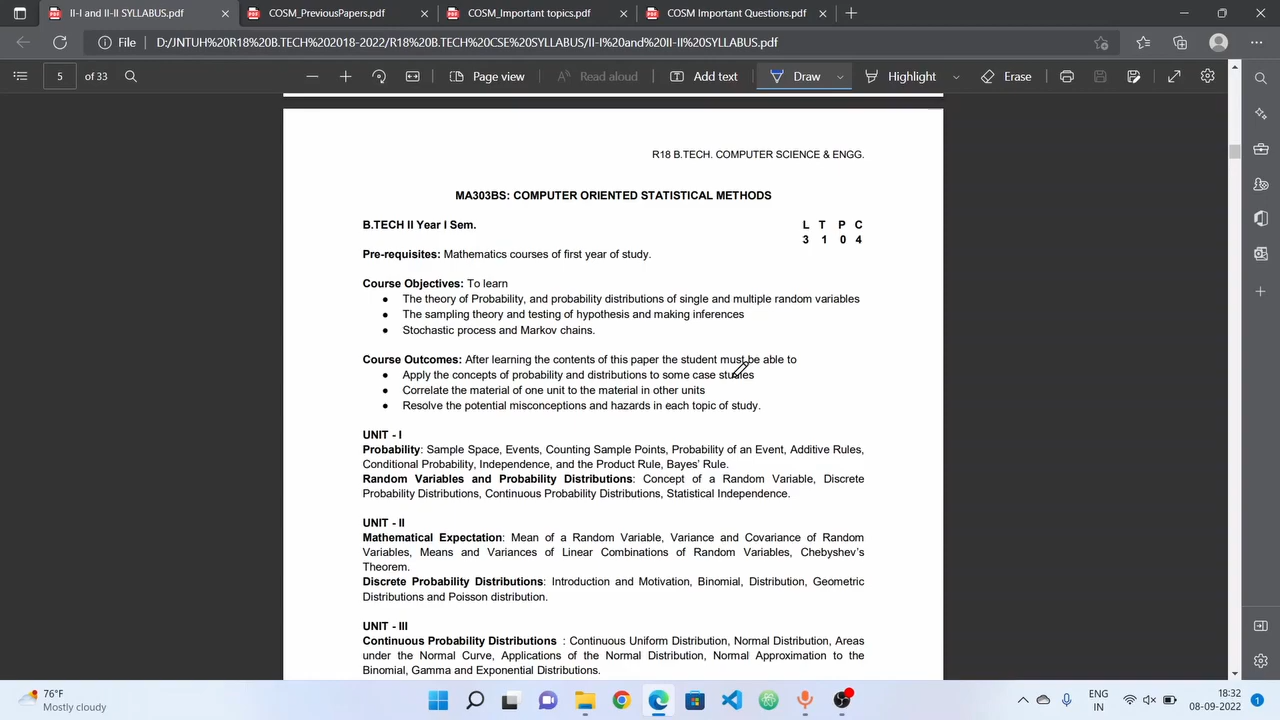 II-I and II-II SYLLABUS.pdf
COSM_PreviousPapers.pdf
COSM_Important topics.pdf
COSM Important Questions.pdf
File
D:/JNTUH%20R18%20B.TECH%202018-2022/R18%20B.TECH%20CSE%20SYLLABUS/II-I%20and%20II-II%20SYLLABUS.pdf
5 of 33
Page view
Read aloud
Add text
Draw
Highlight
Erase
R18 B.TECH. COMPUTER SCIENCE & ENGG.
MA303BS: COMPUTER ORIENTED STATISTICAL METHODS
B.TECH II Year I Sem. L T P C
3 1 0 4
Pre-requisites: Mathematics courses of first year of study.
Course Objectives: To learn
● The theory of Probability, and probability distributions of single and multiple random variables
● The sampling theory and testing of hypothesis and making inferences
● Stochastic process and Markov chains.
Course Outcomes: After learning the contents of this paper the student must be able to
● Apply the concepts of probability and distributions to some case studies
● Correlate the material of one unit to the material in other units
● Resolve the potential misconceptions and hazards in each topic of study.
UNIT - I
Probability: Sample Space, Events, Counting Sample Points, Probability of an Event, Additive Rules,
Conditional Probability, Independence, and the Product Rule, Bayes' Rule.
Random Variables and Probability Distributions: Concept of a Random Variable, Discrete
Probability Distributions, Continuous Probability Distributions, Statistical Independence.
UNIT - II
Mathematical Expectation: Mean of a Random Variable, Variance and Covariance of Random
Variables, Means and Variances of Linear Combinations of Random Variables, Chebyshev's
Theorem.
Discrete Probability Distributions: Introduction and Motivation, Binomial, Distribution, Geometric
Distributions and Poisson distribution.
UNIT - III
Continuous Probability Distributions : Continuous Uniform Distribution, Normal Distribution, Areas
under the Normal Curve, Applications of the Normal Distribution, Normal Approximation to the
Binomial, Gamma and Exponential Distributions.
76°F
Mostly cloudy
ENG
IN
18:32
08-09-2022
1